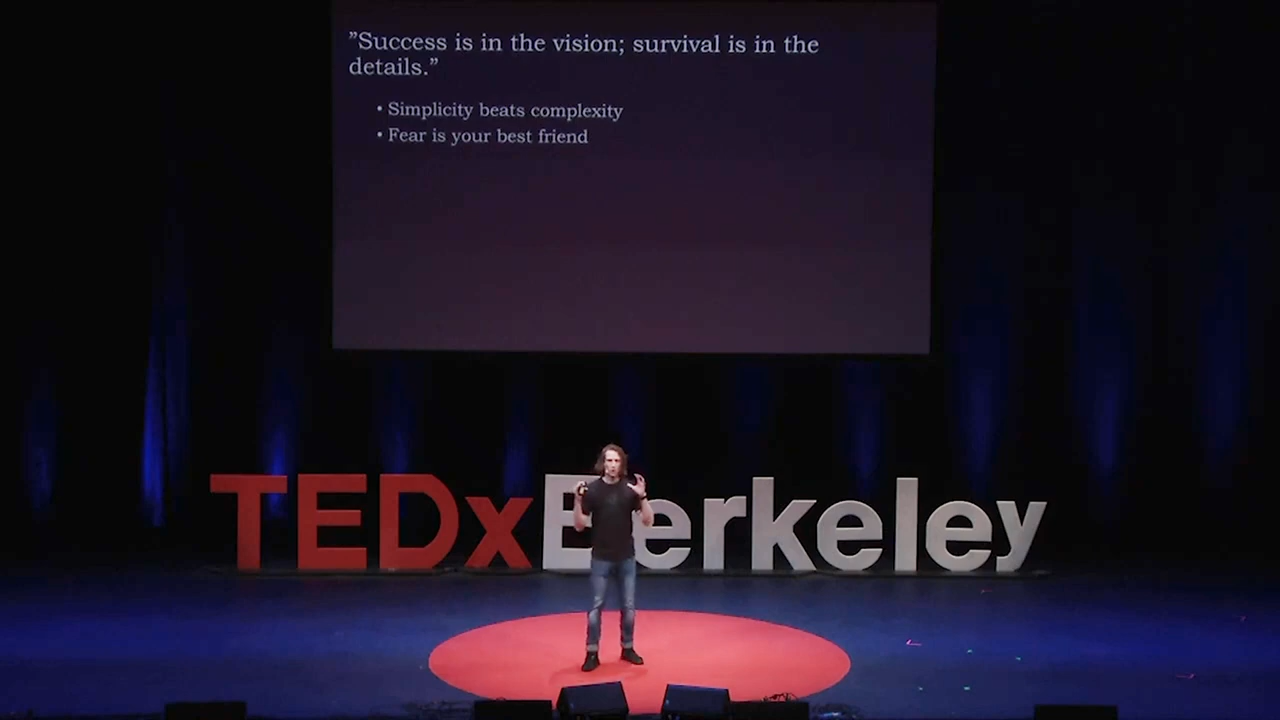 ”Success is in the vision; survival is in the
details.”
• Simplicity beats complexity
• Fear is your best friend
TEDxBerkeley